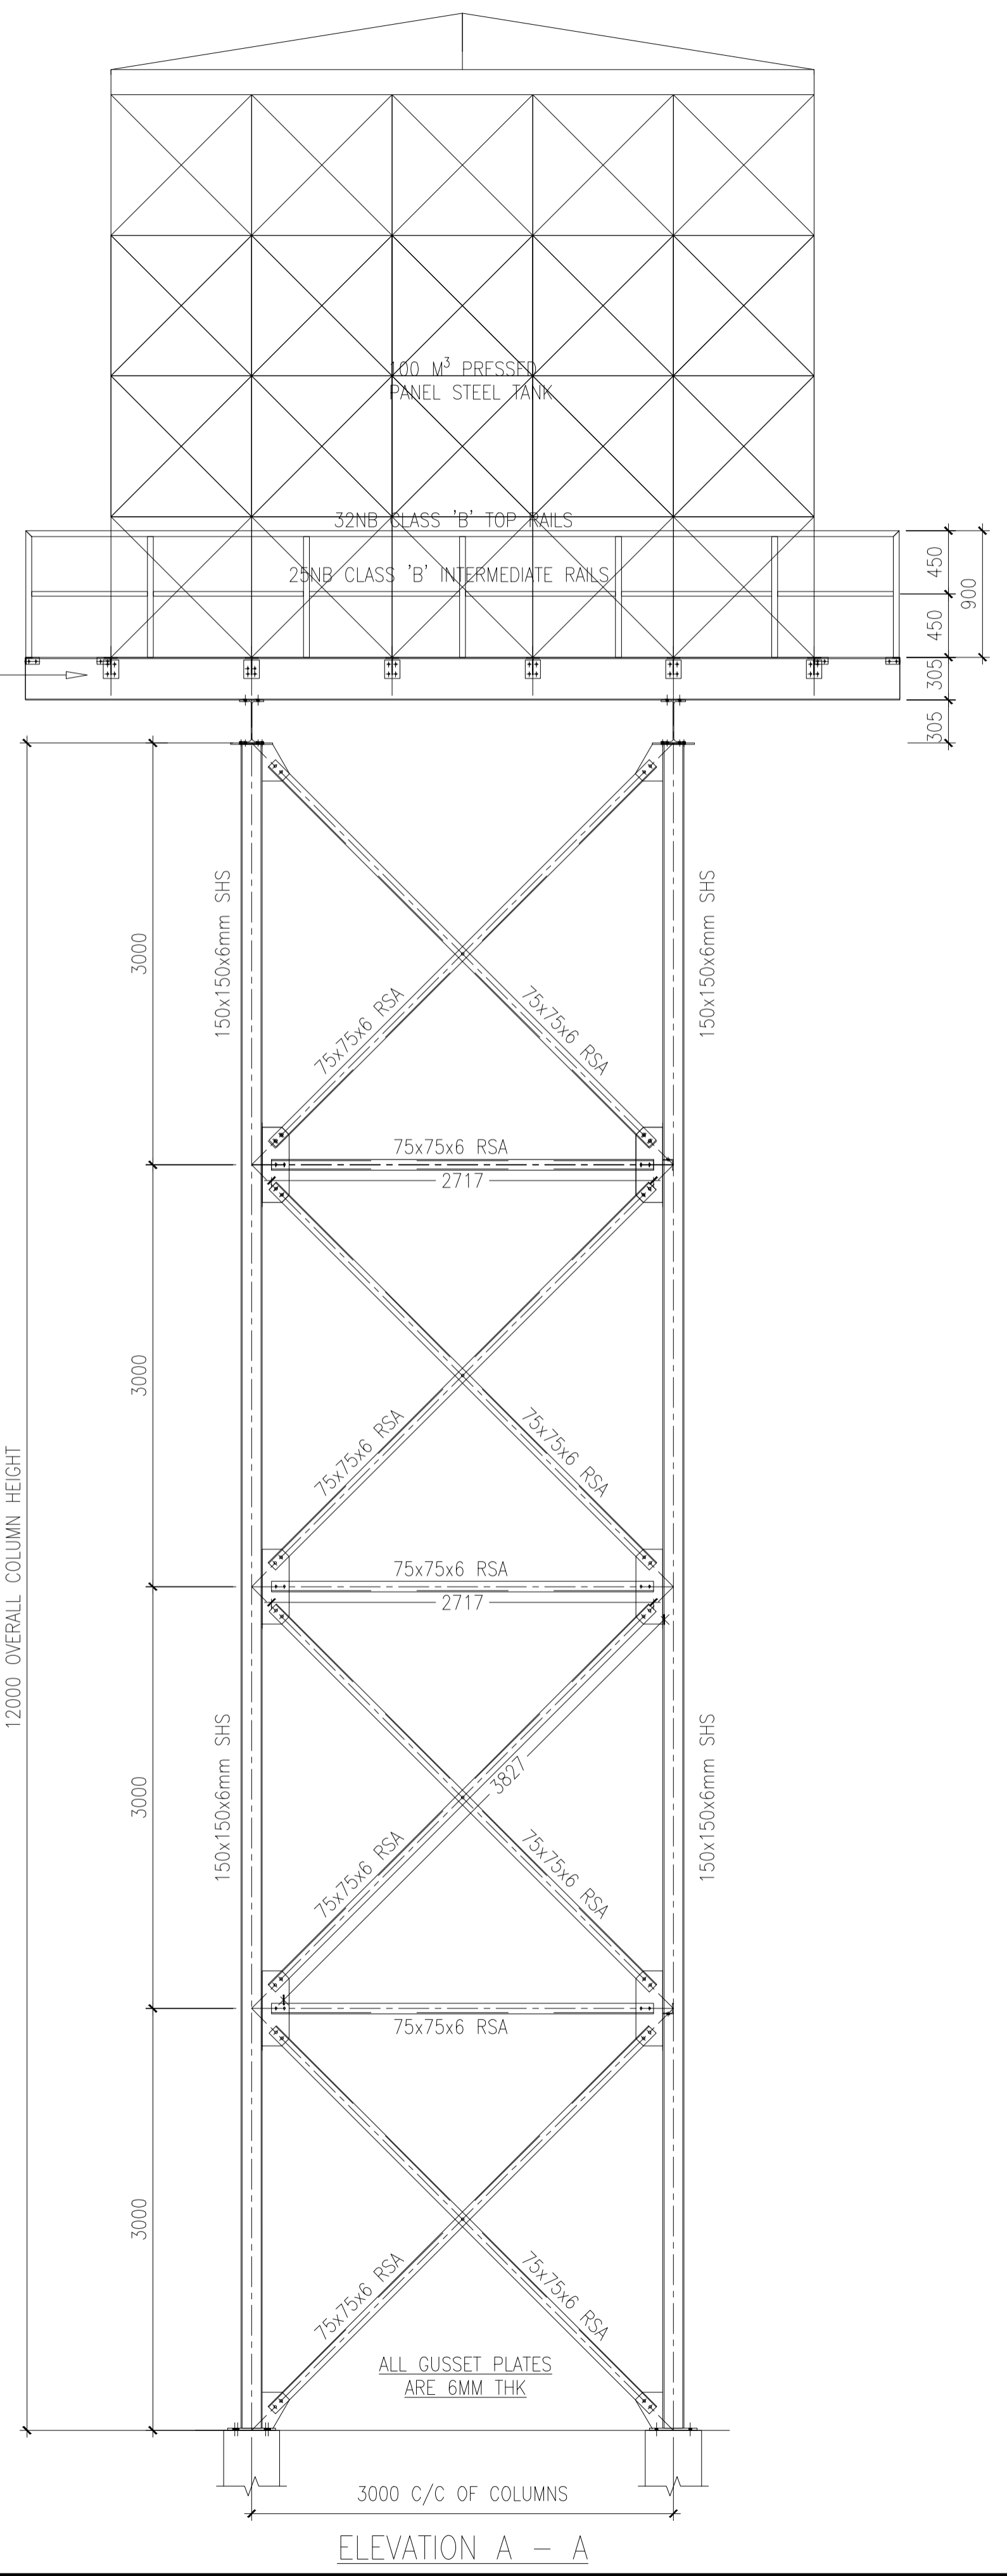 100 M³ PRESSED
PANEL STEEL TANK
32NB CLASS 'B' TOP RAILS
25NB CLASS 'B' INTERMEDIATE RAILS
450
900
450
305
305
150x150x6mm SHS
150x150x6mm SHS
3000
75x75x6 RSA
75x75x6 RSA
75x75x6 RSA
2717
3000
75x75x6 RSA
75x75x6 RSA
12000 OVERALL COLUMN HEIGHT
75x75x6 RSA
2717
150x150x6mm SHS
150x150x6mm SHS
3827
3000
75x75x6 RSA
75x75x6 RSA
75x75x6 RSA
3000
75x75x6 RSA
75x75x6 RSA
ALL GUSSET PLATES
ARE 6MM THK
3000 C/C OF COLUMNS
ELEVATION A - A